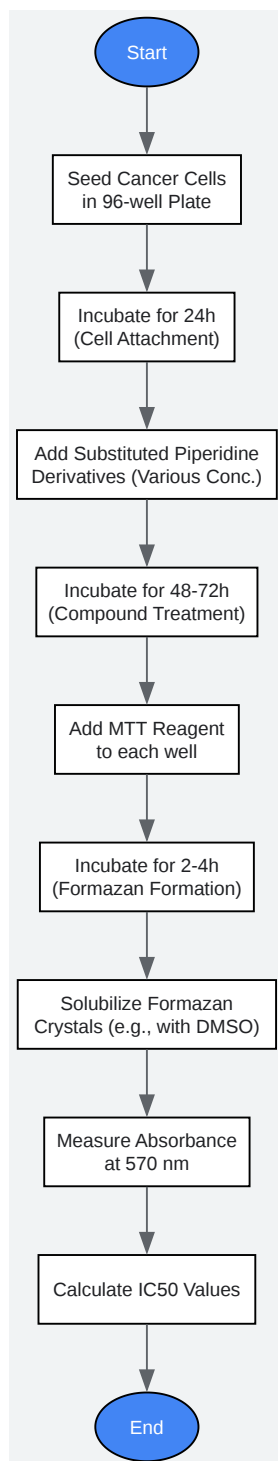 Start
Seed Cancer Cells
in 96-well Plate
Incubate for 24h
(Cell Attachment)
Add Substituted Piperidine
Derivatives (Various Conc.)
Incubate for 48-72h
(Compound Treatment)
Add MTT Reagent
to each well
Incubate for 2-4h
(Formazan Formation)
Solubilize Formazan
Crystals (e.g., with DMSO)
Measure Absorbance
at 570 nm
Calculate IC50 Values
End